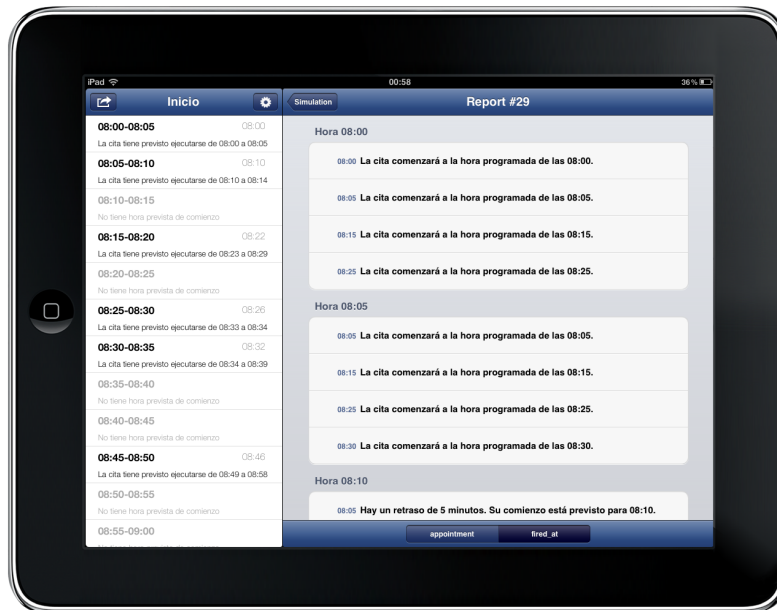 iPad
00:58
36%
Inicio
Simulation
Report #29
08:00-08:05 08:00
La cita tiene previsto ejecutarse de 08:00 a 08:05
08:05-08:10 08:10
La cita tiene previsto ejecutarse de 08:10 a 08:14
08:10-08:15
No tiene hora prevista de comienzo
08:15-08:20 08:22
La cita tiene previsto ejecutarse de 08:23 a 08:29
08:20-08:25
No tiene hora prevista de comienzo
08:25-08:30 08:26
La cita tiene previsto ejecutarse de 08:33 a 08:34
08:30-08:35 08:32
La cita tiene previsto ejecutarse de 08:34 a 08:39
08:35-08:40
No tiene hora prevista de comienzo
08:40-08:45
No tiene hora prevista de comienzo
08:45-08:50 08:46
La cita tiene previsto ejecutarse de 08:49 a 08:58
08:50-08:55
No tiene hora prevista de comienzo
08:55-09:00
Hora 08:00
08:00 La cita comenzará a la hora programada de las 08:00.
08:05 La cita comenzará a la hora programada de las 08:05.
08:15 La cita comenzará a la hora programada de las 08:15.
08:25 La cita comenzará a la hora programada de las 08:25.
Hora 08:05
08:05 La cita comenzará a la hora programada de las 08:05.
08:15 La cita comenzará a la hora programada de las 08:15.
08:25 La cita comenzará a la hora programada de las 08:25.
08:30 La cita comenzará a la hora programada de las 08:30.
Hora 08:10
08:05 Hay un retraso de 5 minutos. Su comienzo está previsto para 08:10.
appointment
fired_at